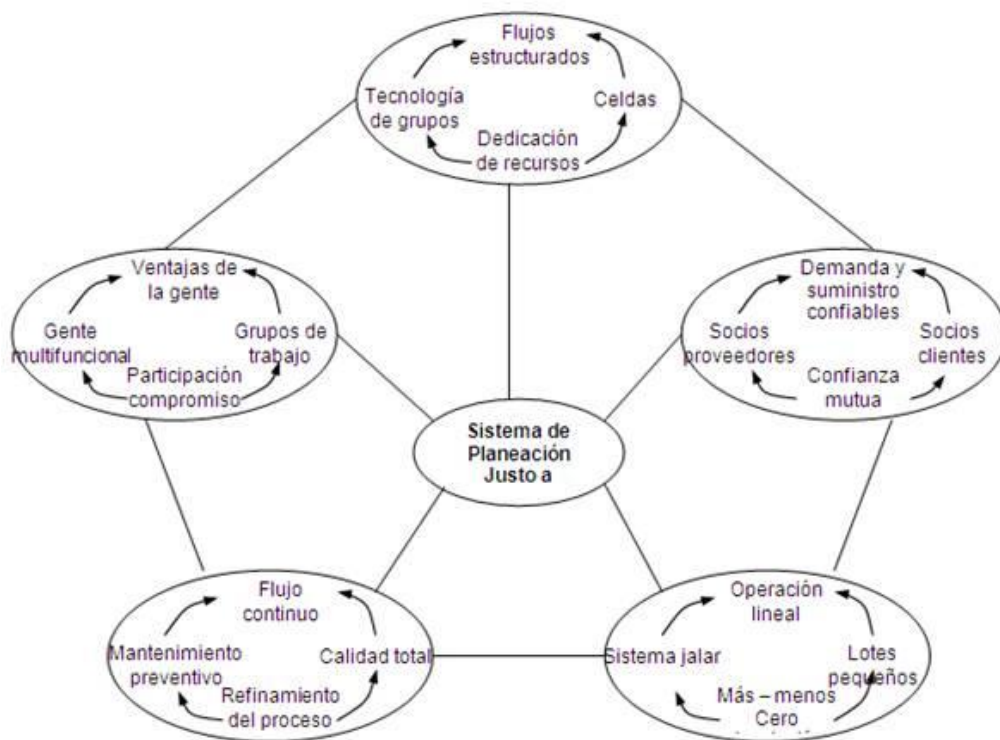 Flujos
estructurados
Tecnología
de grupos
Celdas
Dedicación
de recursos
Ventajas de
la gente
Gente
multifuncional
Grupos de
trabajo
Participación
compromiso
Demanda y
suministro
confiables
Socios
proveedores
Socios
clientes
Confianza
mutua
Sistema de
Planeación
Justo a
Flujo
continuo
Mantenimiento
preventivo
Calidad total
Refinamiento
del proceso
Operación
lineal
Sistema jalar
Lotes
pequeños
Más – menos
Cero